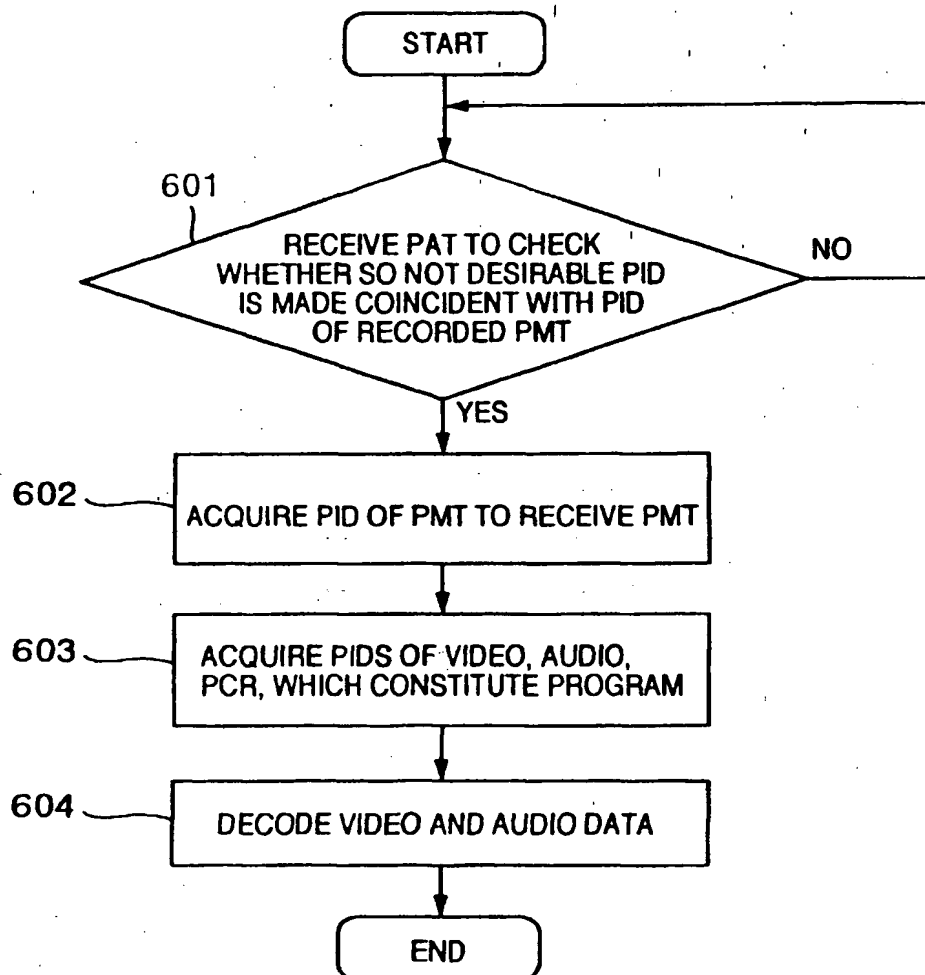 START
601
RECEIVE PAT TO CHECK
WHETHER SO NOT DESIRABLE PID
IS MADE COINCIDENT WITH PID
OF RECORDED PMT
NO
YES
602
ACQUIRE PID OF PMT TO RECEIVE PMT
603
ACQUIRE PIDS OF VIDEO, AUDIO,
PCR, WHICH CONSTITUTE PROGRAM
604
DECODE VIDEO AND AUDIO DATA
END